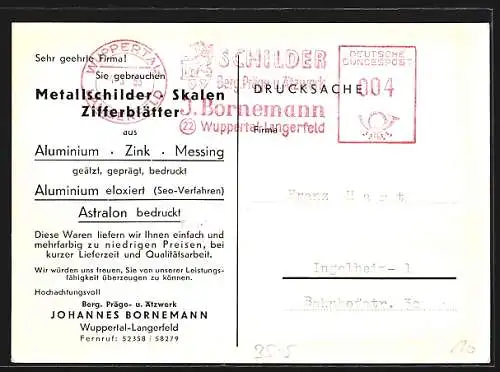 Sehr geehrte Firma!
Sie gebrauchen
Metallschilder · Skalen
Zifferblätter
aus
Aluminium · Zink · Messing
geätzt, geprägt, bedruckt
Aluminium eloxiert (Seo-Verfahren)
Astralon bedruckt
Diese Waren liefern wir Ihnen einfach und
mehrfarbig zu niedrigen Preisen, bei
kurzer Lieferzeit und Qualitätsarbeit.
Wir würden uns freuen, Sie von unserer Leistungs-
fähigkeit überzeugen zu können.
Hochachtungsvoll
Berg. Präge- u. Ätzwerk
JOHANNES BORNEMANN
Wuppertal-Langerfeld
Fernruf: 52358 / 58279
WUPPERTAL
SCHILDER
Berg. Präge- u. Ätzwerk
J. Bornemann
22 Wuppertal-Langerfeld
DEUTSCHE
BUNDESPOST
004
DRUCKSACHE
Firma
Franz
Ingelheim- 1
Bahnhofstr.